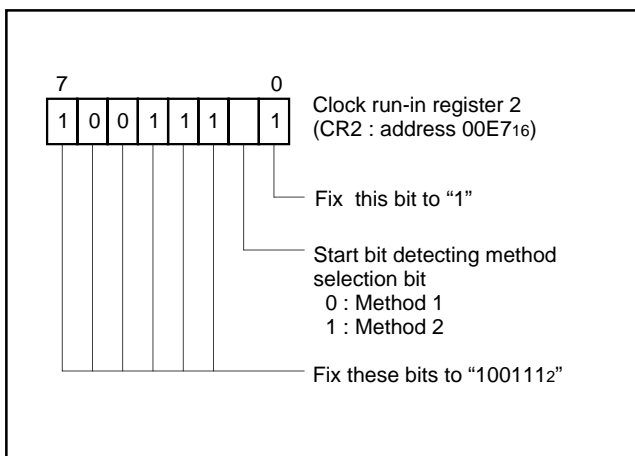 7 0
1 0 0 1 1 1 1
Clock run-in register 2
(CR2 : address 00E716)
Fix this bit to “1”
Start bit detecting method
selection bit
0 : Method 1
1 : Method 2
Fix these bits to “1001112”